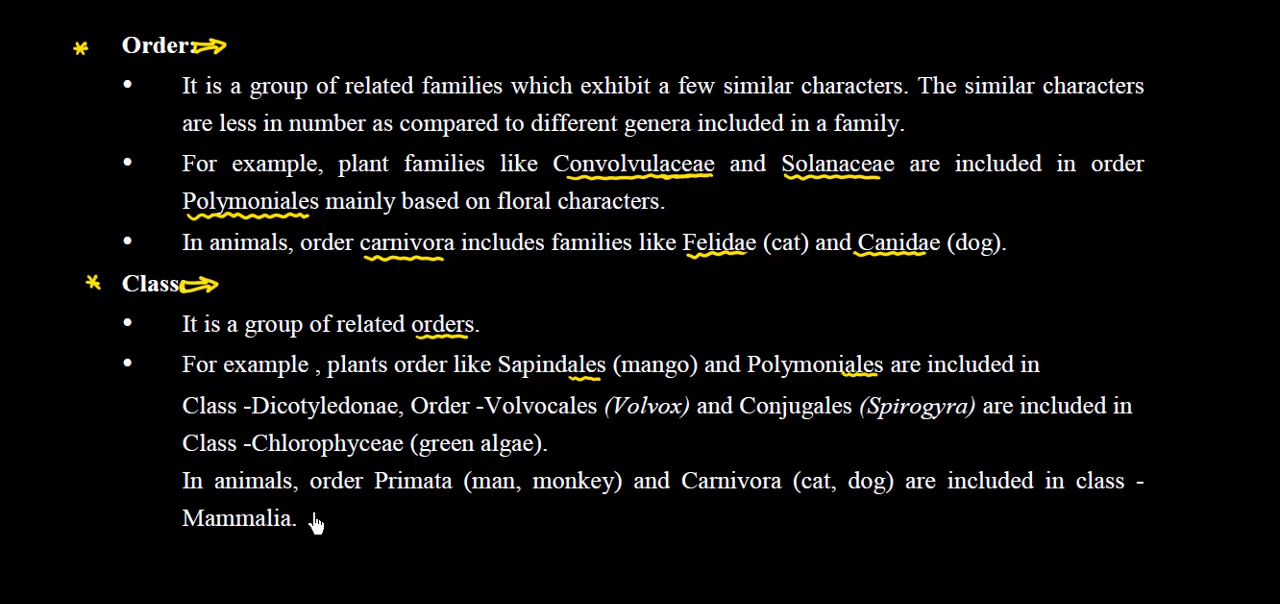 * Order:
• It is a group of related families which exhibit a few similar characters. The similar characters
are less in number as compared to different genera included in a family.
• For example, plant families like Convolvulaceae and Solanaceae are included in order
Polymoniales mainly based on floral characters.
• In animals, order carnivora includes families like Felidae (cat) and Canidae (dog).
* Class
• It is a group of related orders.
• For example , plants order like Sapindales (mango) and Polymoniales are included in
Class -Dicotyledonae, Order -Volvocales (Volvox) and Conjugales (Spirogyra) are included in
Class -Chlorophyceae (green algae).
In animals, order Primata (man, monkey) and Carnivora (cat, dog) are included in class -
Mammalia.